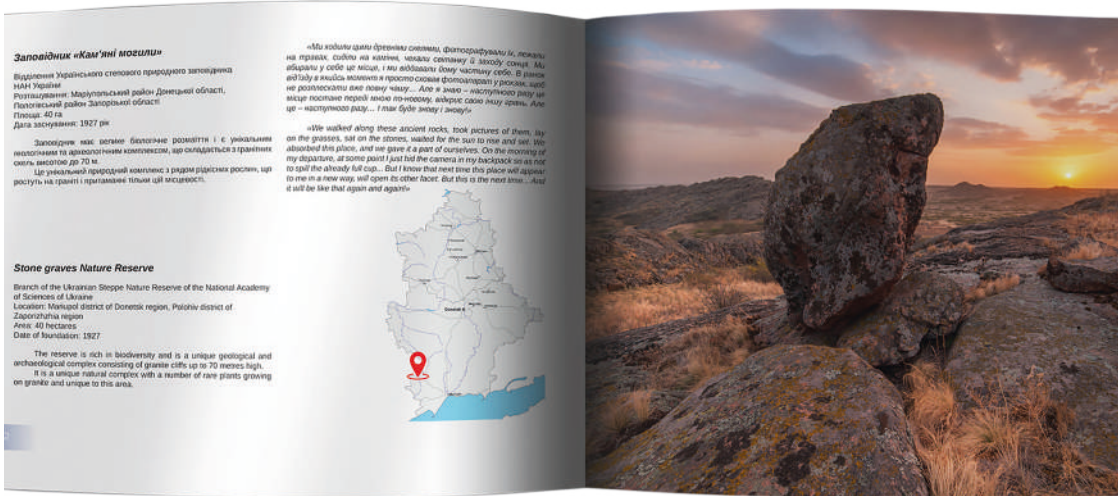 Заповідник «Кам'яні могили»
Відділення Українського степового природного заповідника
НАН України
Розташування: Маріупольський район Донецької області,
Пологівський район Запорізької області
Площа: 40 га
Дата заснування: 1927 рік
Заповідник має велике біологічне розмаїття і є унікальним
геологічним та археологічним комплексом, що складається з гранітних
скель висотою до 70 м.
Це унікальний природний комплекс з рядом рідкісних рослин, що
ростуть на граніті і притаманні тільки цій місцевості.
Stone graves Nature Reserve
Branch of the Ukrainian Steppe Nature Reserve of the National Academy
of Sciences of Ukraine
Location: Mariupol district of Donetsk region, Polohiv district of
Zaporizhzhia region
Area: 40 hectares
Date of foundation: 1927
The reserve is rich in biodiversity and is a unique geological and
archaeological complex consisting of granite cliffs up to 70 metres high.
It is a unique natural complex with a number of rare plants growing
on granite and unique to this area.
«Ми ходили цими древніми скелями, фотографували їх, лежали
на травах, сиділи на камінні, чекали світанку й заходу сонця. Ми
вбирали у себе це місце, і ми віддавали йому частину себе. В ранок
від'їзду в якийсь момент я просто сховав фотоапарат у рюкзак, щоб
не розплескати вже повну чашу... Але я знаю – наступного разу це
місце постане переді мною по-новому, відкриє свою іншу грань. Але
це – наступного разу... І так буде знову і знову!»
«We walked along these ancient rocks, took pictures of them, lay
on the grasses, sat on the stones, waited for the sun to rise and set. We
absorbed this place, and we gave it a part of ourselves. On the morning of
my departure, at some point I just hid the camera in my backpack so as not
to spill the already full cup... But I know that next time this place will appear
to me in a new way, will open its other facet. But this is the next time... And
it will be like that again and again!»